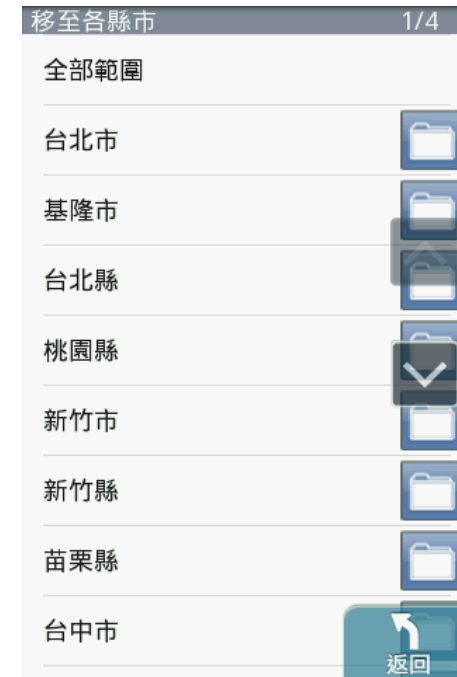 移至各縣市 1/4
全部範圍
台北市
基隆市
台北縣
桃園縣
新竹市
新竹縣
苗栗縣
台中市
返回